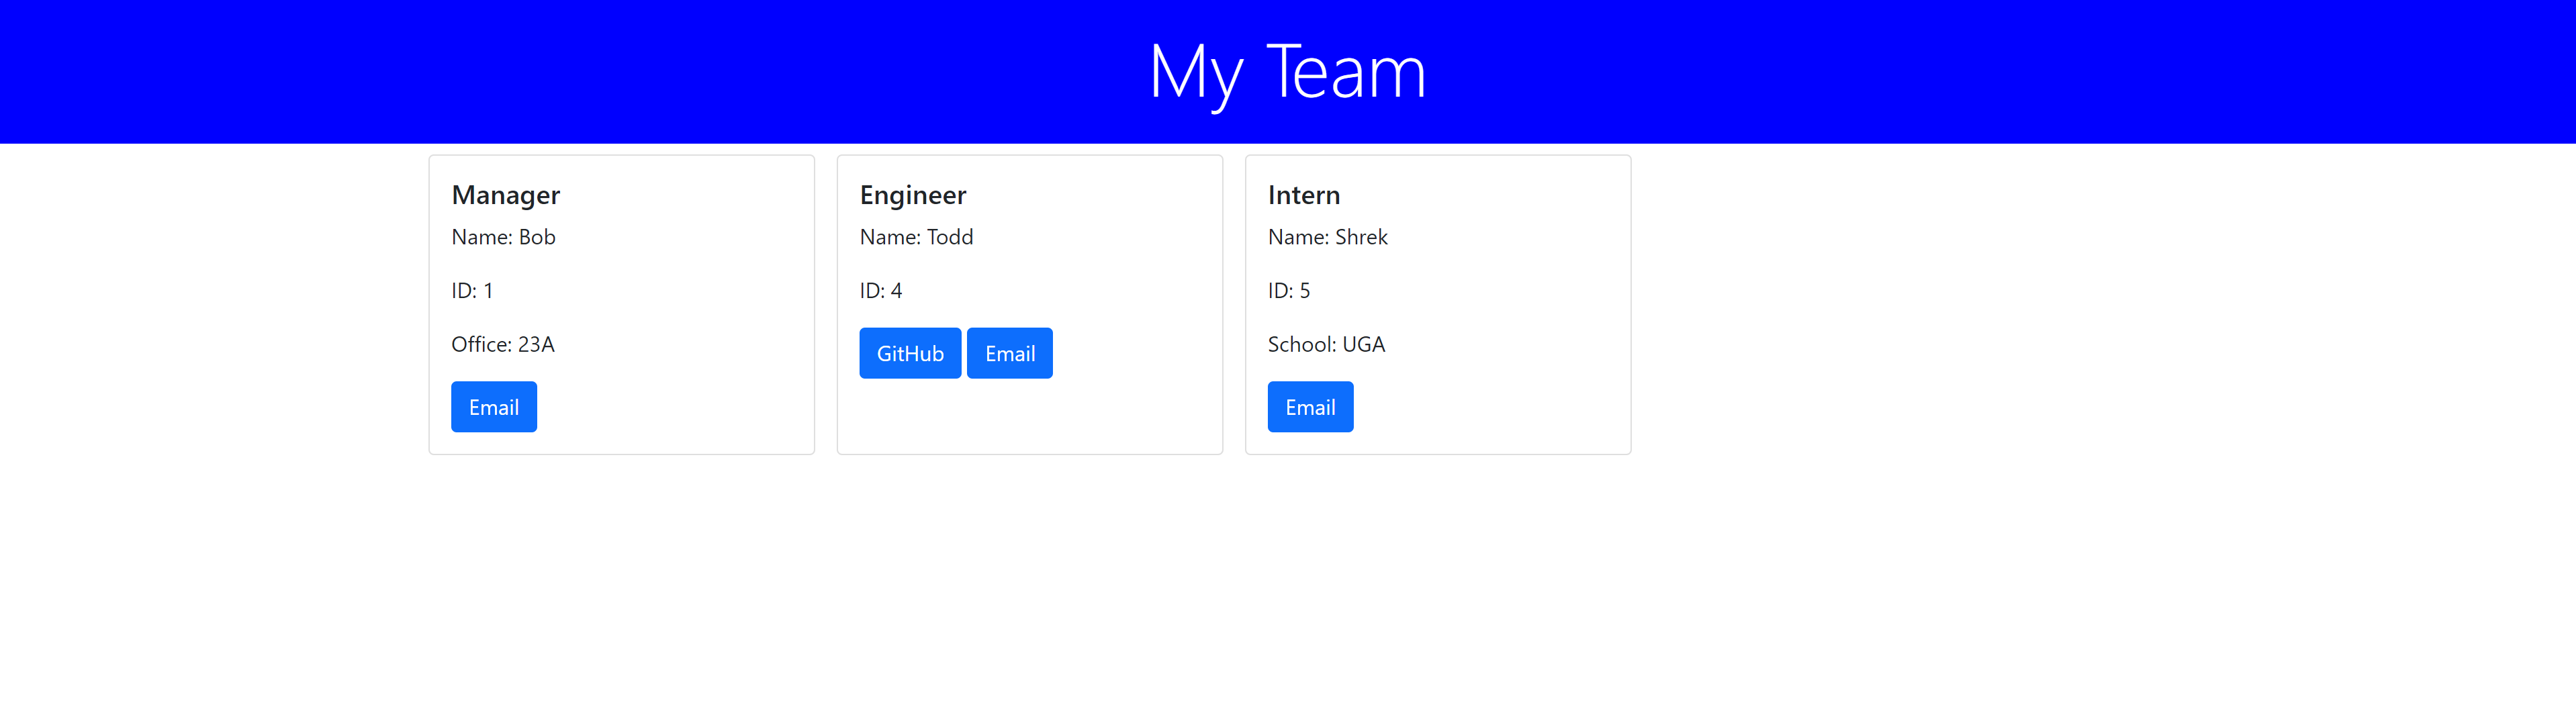 My Team
Manager
Name: Bob
ID: 1
Office: 23A
Email
Engineer
Name: Todd
ID: 4
GitHub Email
Intern
Name: Shrek
ID: 5
School: UGA
Email